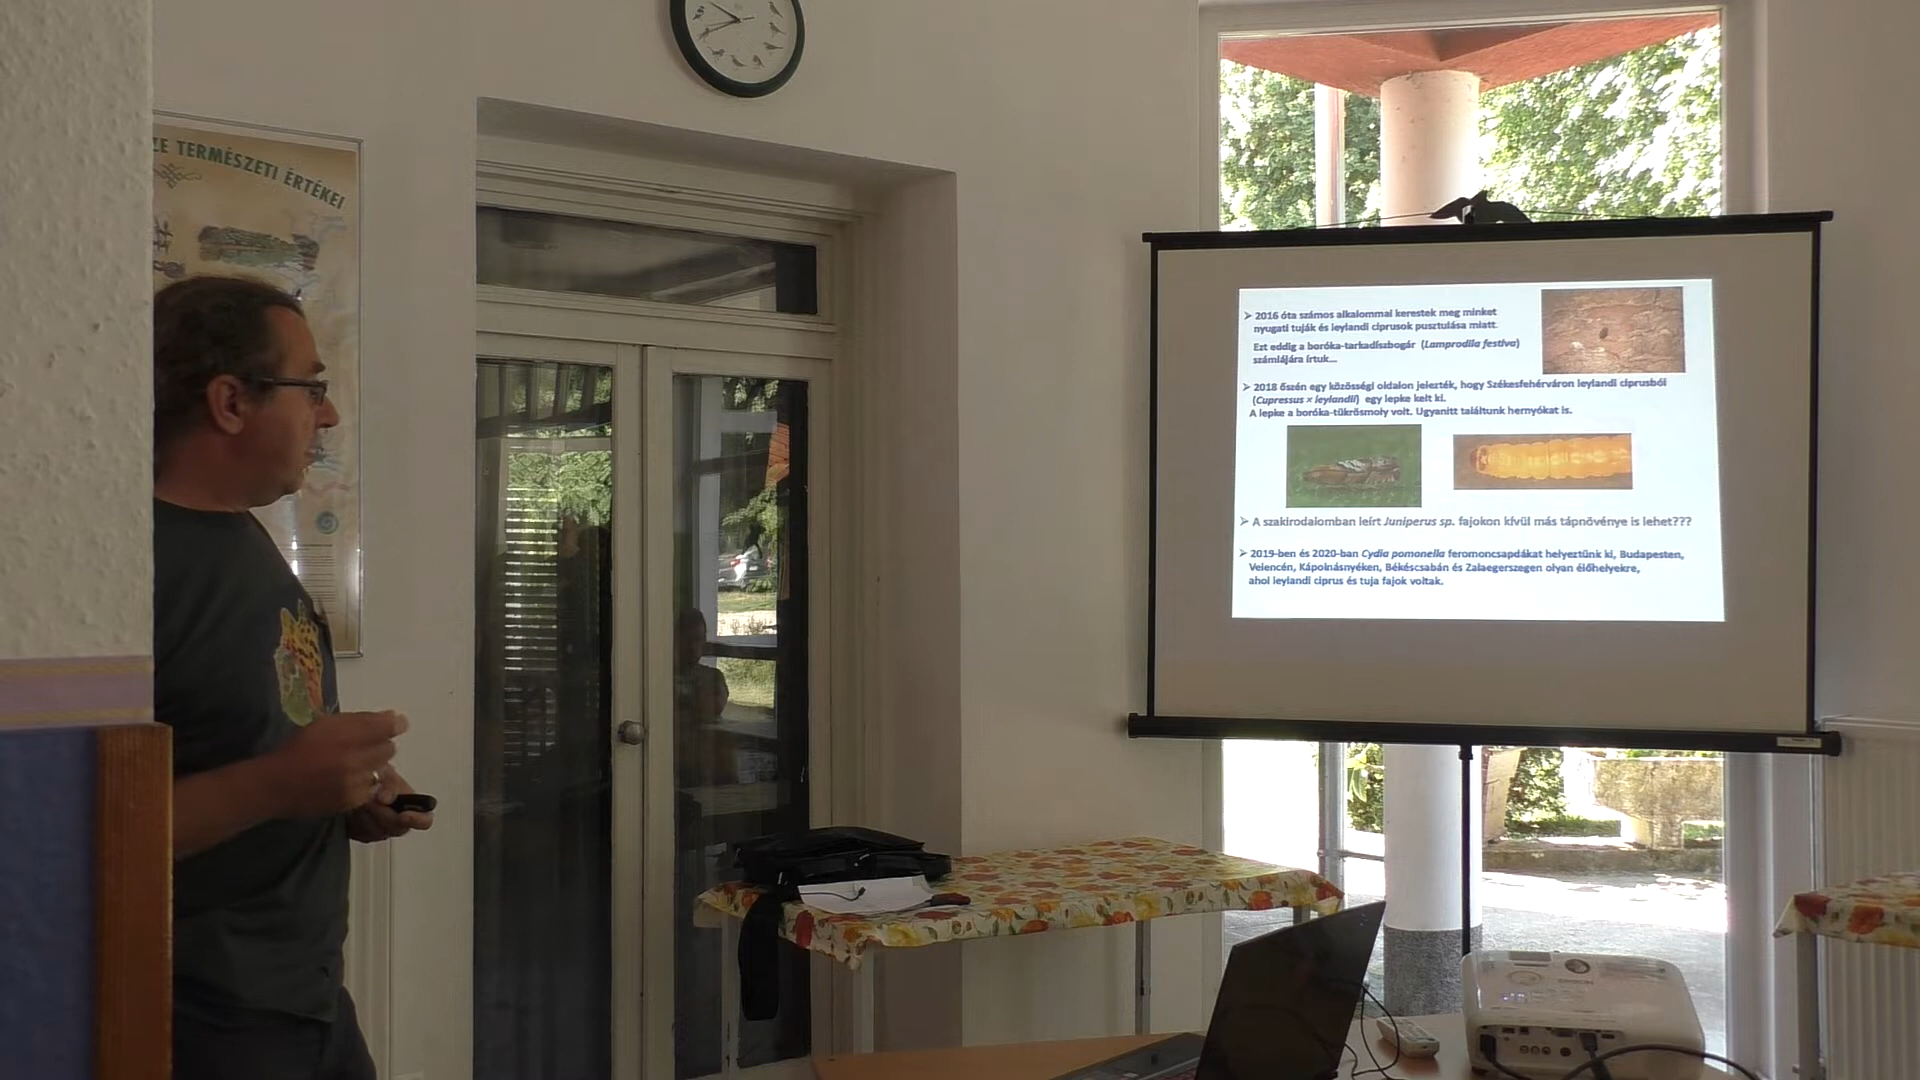 ZE TERMÉSZETI ÉRTÉKEI
➢ 2016 óta számos alkalommal kerestek meg minket
nyugati tuják és leylandi ciprusok pusztulása miatt.
Ezt eddig a boróka-tarkadíszbogár (Lamprodila festiva)
számlájára írtuk...
➢ 2018 őszén egy közösségi oldalon jelezték, hogy Székesfehérváron leylandi ciprusból
(Cupressus × leylandii) egy lepke kelt ki.
A lepke a boróka-tükrösmoly volt. Ugyanitt találtunk hernyókat is.
➢ A szakirodalomban leírt Juniperus sp. fajokon kívül más tápnövénye is lehet???
➢ 2019-ben és 2020-ban Cydia pomonella feromoncsapdákat helyeztünk ki, Budapesten,
Velencén, Kápolnásnyéken, Békéscsabán és Zalaegerszegen olyan élőhelyekre,
ahol leylandi ciprus és tuja fajok voltak.
EPSON